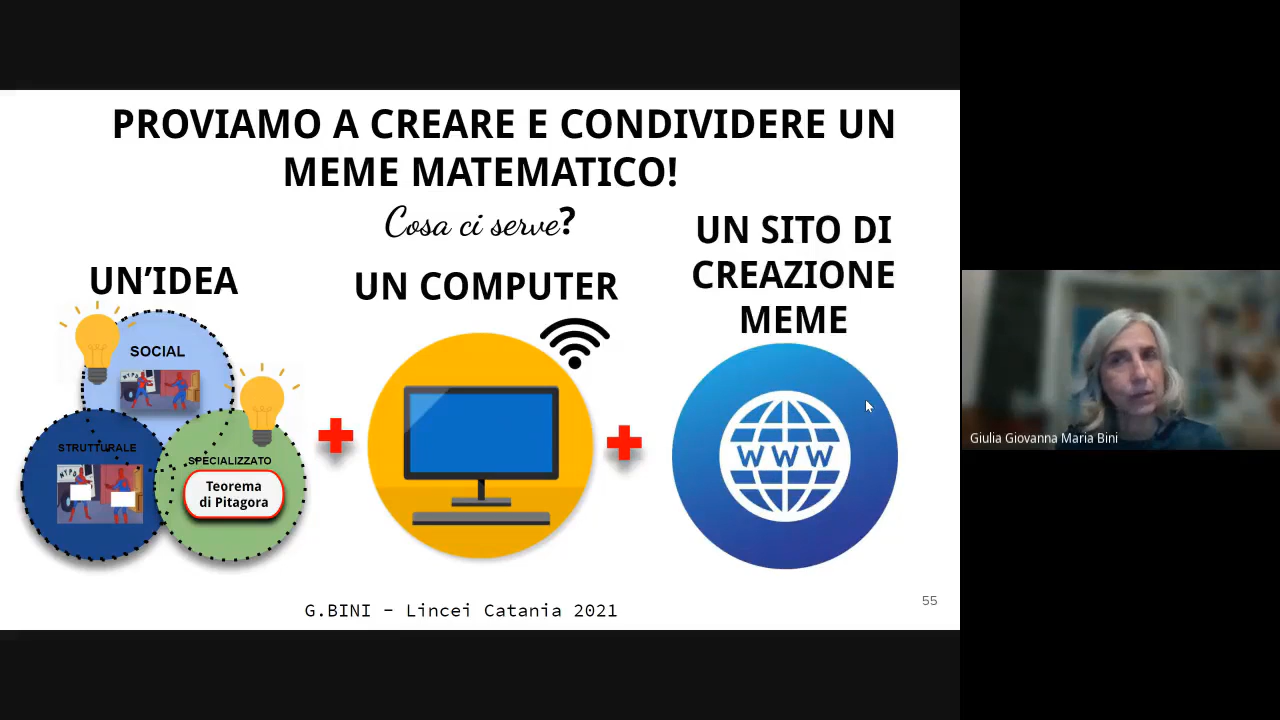 PROVIAMO A CREARE E CONDIVIDERE UN
MEME MATEMATICO!
Cosa ci serve?
UN'IDEA
SOCIAL
STRUTTURALE
SPECIALIZZATO
Teorema
di Pitagora
UN COMPUTER
UN SITO DI
CREAZIONE
MEME
WWW
G.BINI - Lincei Catania 2021
55
Giulia Giovanna Maria Bini